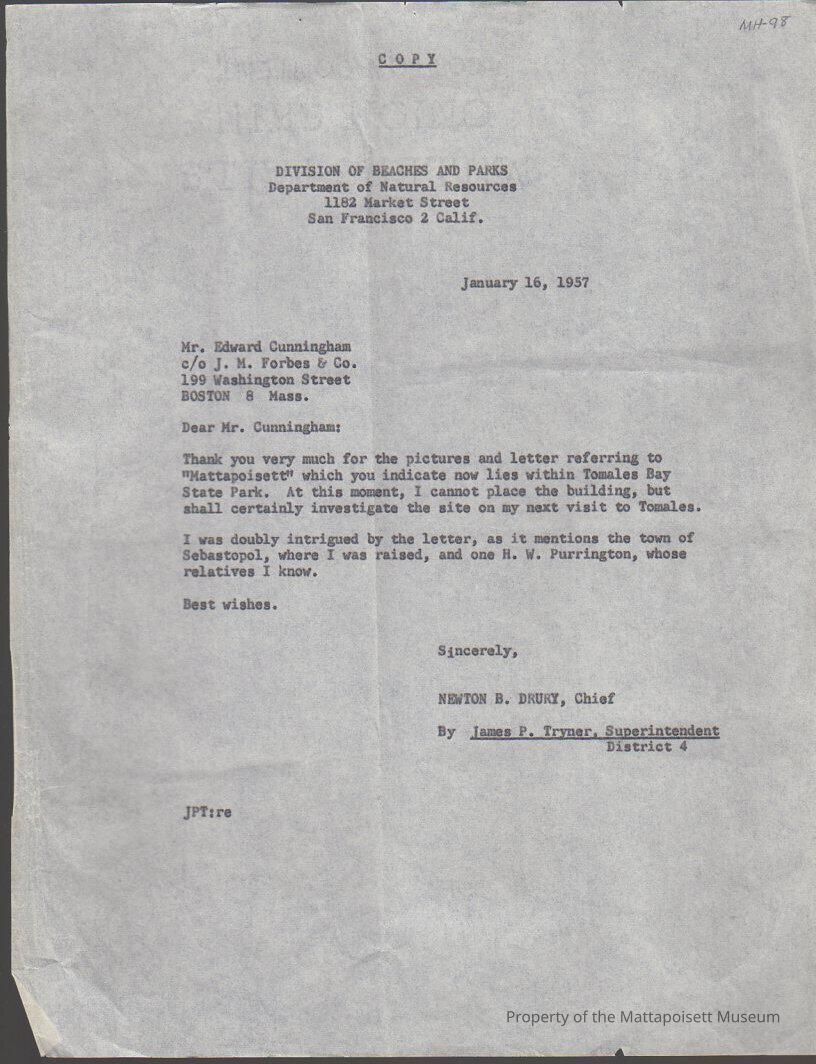 MH-98
C O P Y
DIVISION OF BEACHES AND PARKS
Department of Natural Resources
1182 Market Street
San Francisco 2 Calif.
January 16, 1957
Mr. Edward Cunningham
c/o J. M. Forbes & Co.
199 Washington Street
BOSTON 8 Mass.
Dear Mr. Cunningham:
Thank you very much for the pictures and letter referring to
"Mattapoisett" which you indicate now lies within Tomales Bay
State Park. At this moment, I cannot place the building, but
shall certainly investigate the site on my next visit to Tomales.
I was doubly intrigued by the letter, as it mentions the town of
Sebastopol, where I was raised, and one H. W. Purrington, whose
relatives I know.
Best wishes.
Sincerely,
NEWTON B. DRURY, Chief
By James P. Tryner, Superintendent
District 4
JPT:re
Property of the Mattapoisett Museum